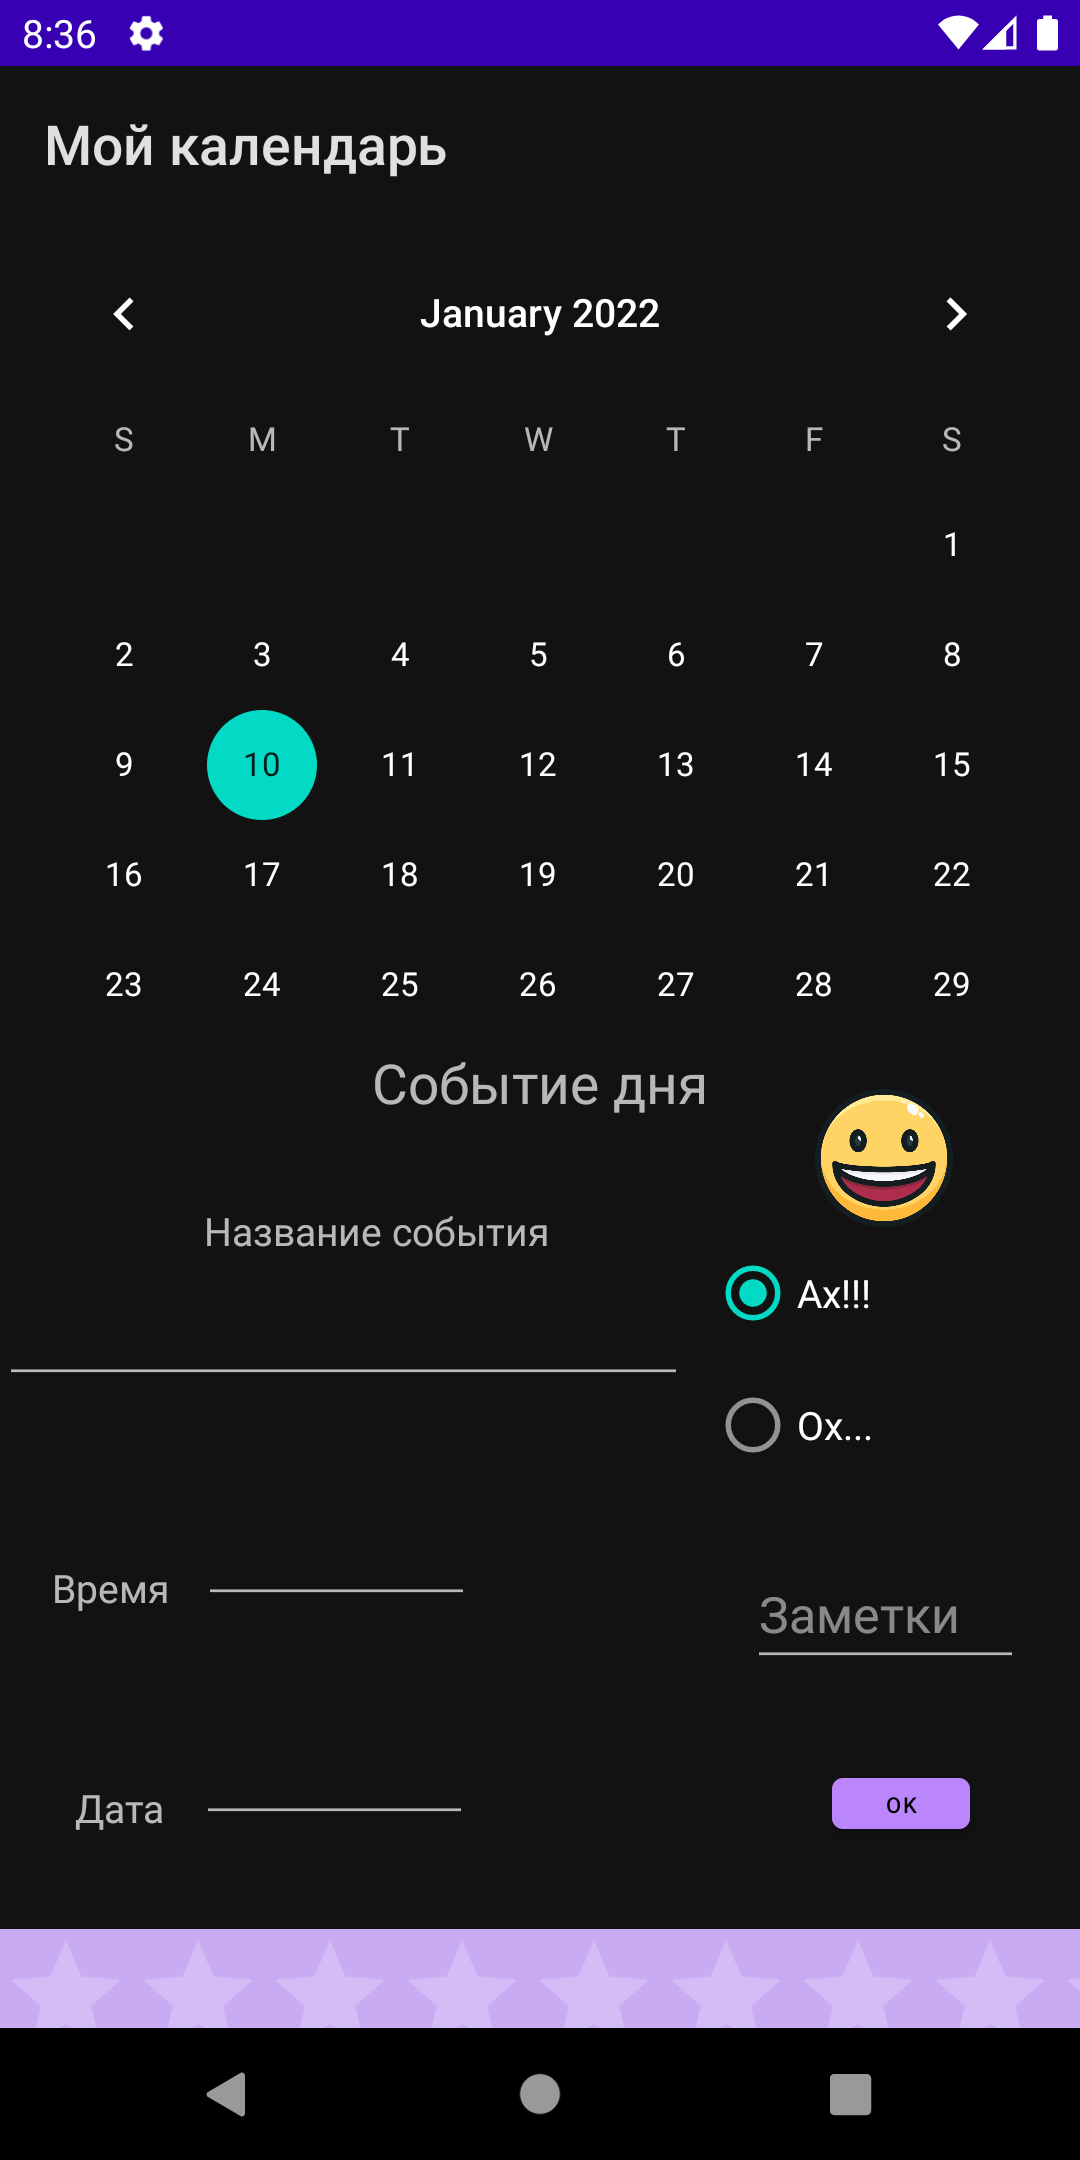 8:36
Мой календарь
January 2022
S M T W T F S
1
2 3 4 5 6 7 8
9 10 11 12 13 14 15
16 17 18 19 20 21 22
23 24 25 26 27 28 29
Событие дня
Название события
Ах!!!
Ох...
Время
Заметки
Дата
OK